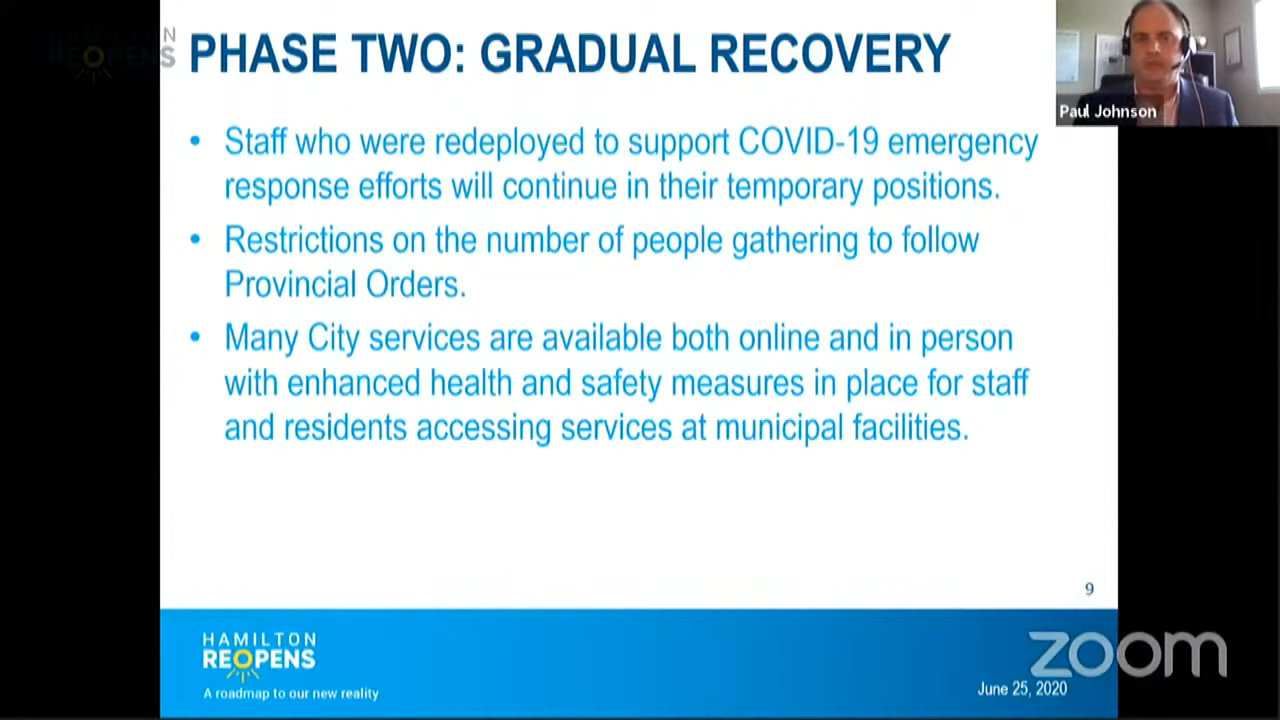 HAMILTON
REOPENS
PHASE TWO: GRADUAL RECOVERY
Paul Johnson
• Staff who were redeployed to support COVID-19 emergency
response efforts will continue in their temporary positions.
• Restrictions on the number of people gathering to follow
Provincial Orders.
• Many City services are available both online and in person
with enhanced health and safety measures in place for staff
and residents accessing services at municipal facilities.
9
HAMILTON
REOPENS
A roadmap to our new reality
zoom
June 25, 2020